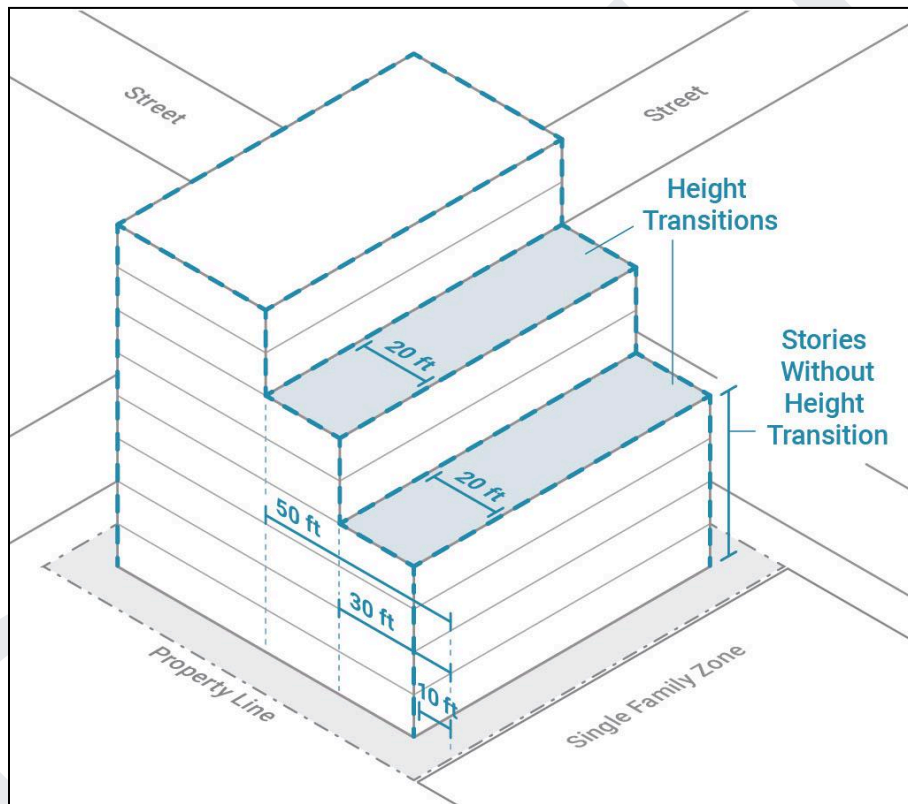 Street
Street
Height
Transitions
20 ft
Stories
Without
Height
Transition
20 ft
50 ft
30 ft
10 ft
Property Line
Single Family Zone